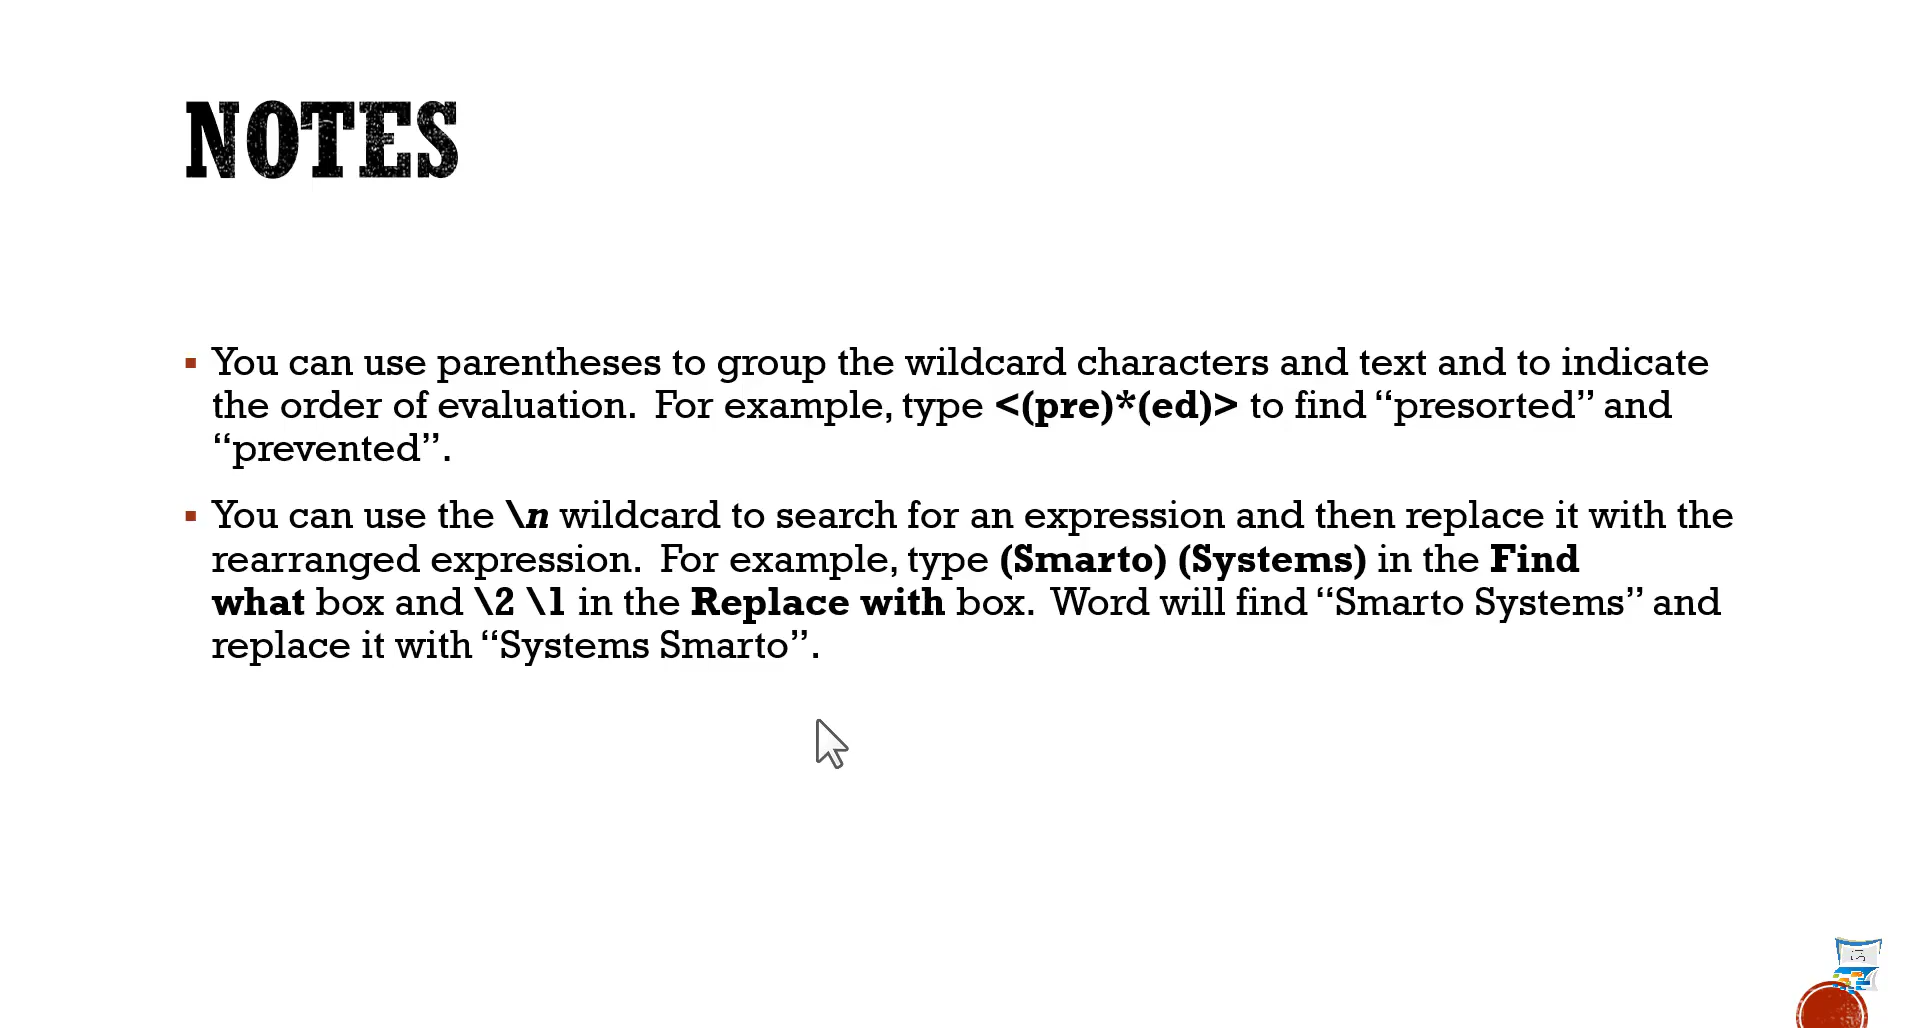 NOTES
▪ You can use parentheses to group the wildcard characters and text and to indicate
the order of evaluation.  For example, type <(pre)*(ed)> to find “presorted” and
“prevented”.
▪ You can use the \n wildcard to search for an expression and then replace it with the
rearranged expression.  For example, type (Smarto) (Systems) in the Find
what box and \2 \1 in the Replace with box.  Word will find “Smarto Systems” and
replace it with “Systems Smarto”.